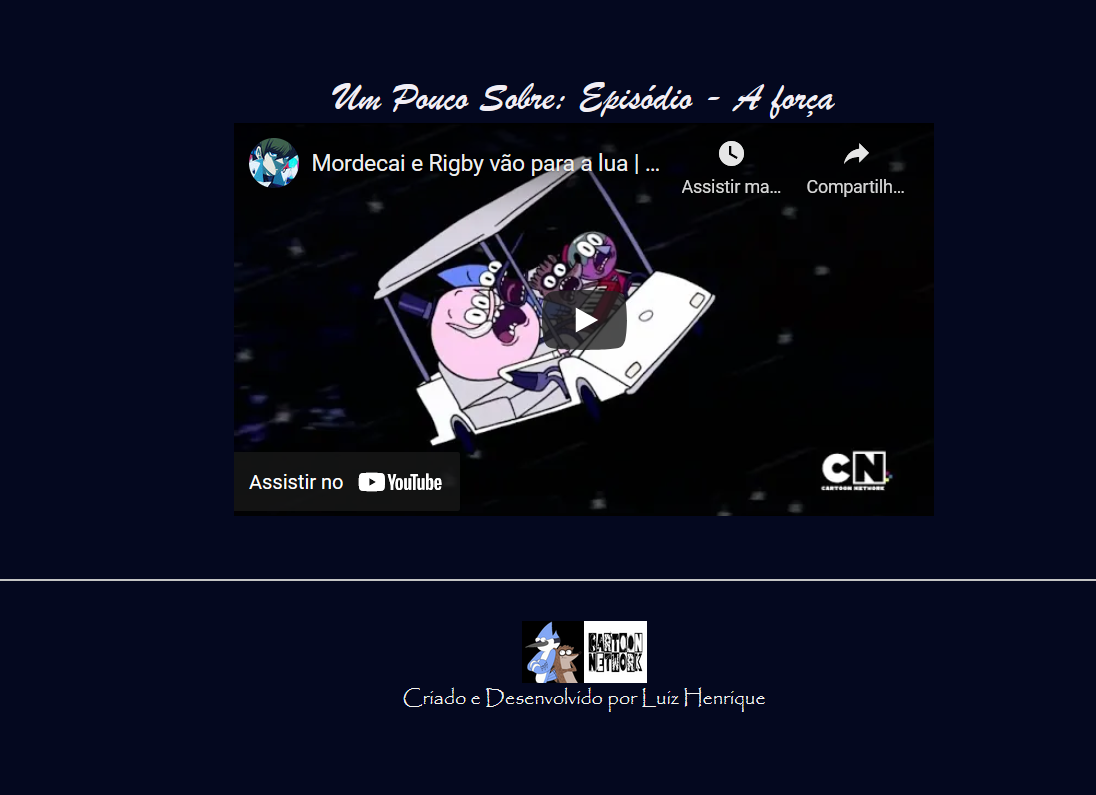 Um Pouco Sobre: Episódio - A força
Mordecai e Rigby vão para a lua | ...
Assistir ma...
Compartilh...
CN
CARTOON NETWORK
Assistir no YouTube
CARTOON
NETWORK
Criado e Desenvolvido por Luiz Henrique